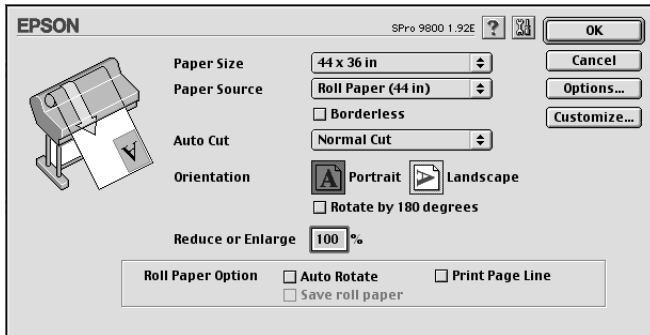 EPSON
SPro 9800 1.92E
?
OK
Paper Size
44 x 36 in
Cancel
Paper Source
Roll Paper (44 in)
Options...
Borderless
Customize...
Auto Cut
Normal Cut
Orientation
A
Portrait
A
Landscape
Rotate by 180 degrees
Reduce or Enlarge
100 %
Roll Paper Option
Auto Rotate
Print Page Line
Save roll paper
A